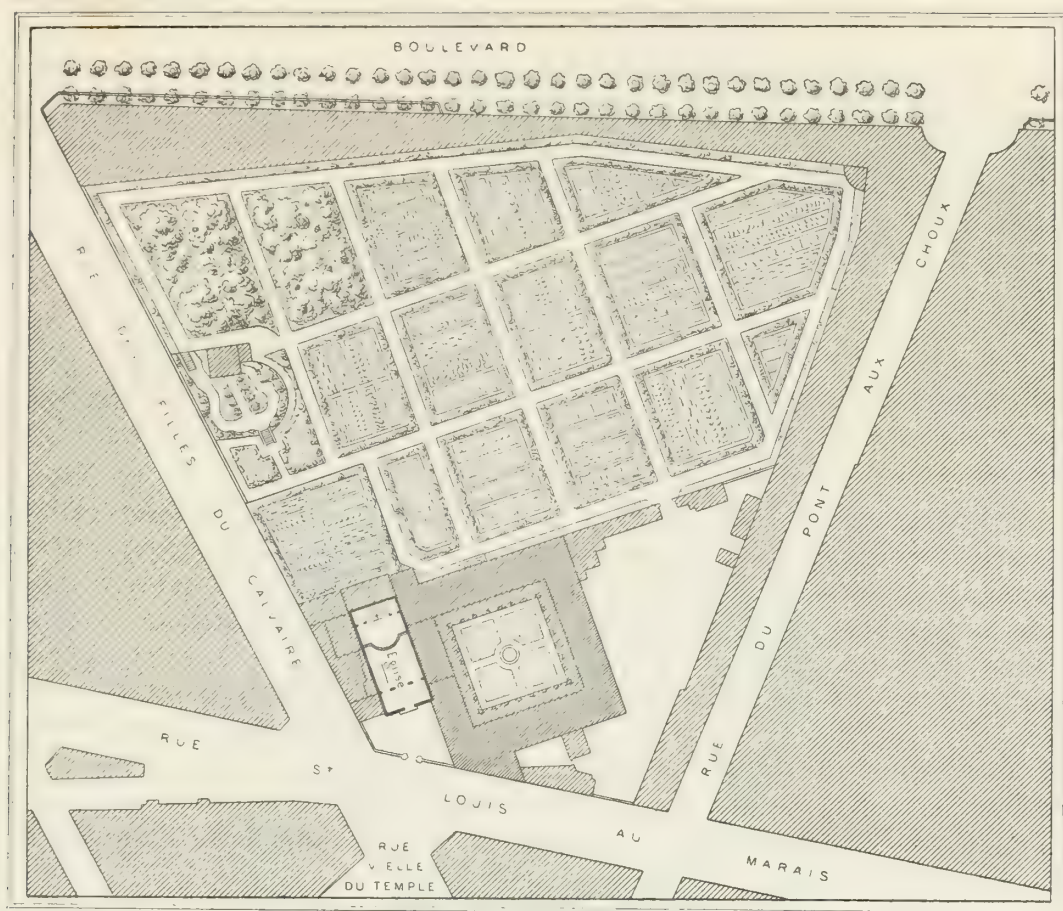 BOULEVARD
RUE DES FILLES DU CALVAIRE
RUE DU PONT AUX CHOUX
Eglise
RUE ST LOUIS AU MARAIS
RUE
VIEILLE
DU TEMPLE